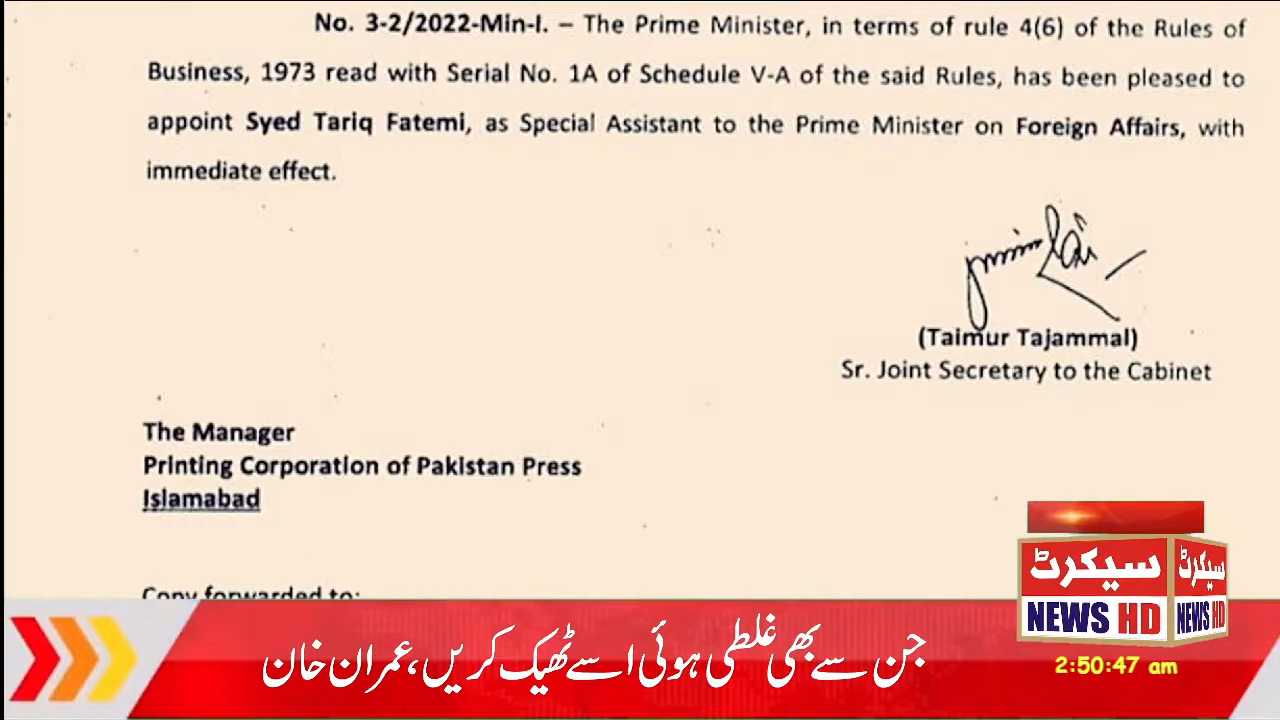 No. 3-2/2022-Min-I. – The Prime Minister, in terms of rule 4(6) of the Rules of
Business, 1973 read with Serial No. 1A of Schedule V-A of the said Rules, has been pleased to
appoint Syed Tariq Fatemi, as Special Assistant to the Prime Minister on Foreign Affairs, with
immediate effect.
(Taimur Tajammal)
Sr. Joint Secretary to the Cabinet
The Manager
Printing Corporation of Pakistan Press
Islamabad
Copy forwarded to:
سیکرٹ
NEWS HD
سیکرٹ
NEWS HD
2:50:47 am
جن سے بھی غلطی ہوئی اسے ٹھیک کریں، عمران خان